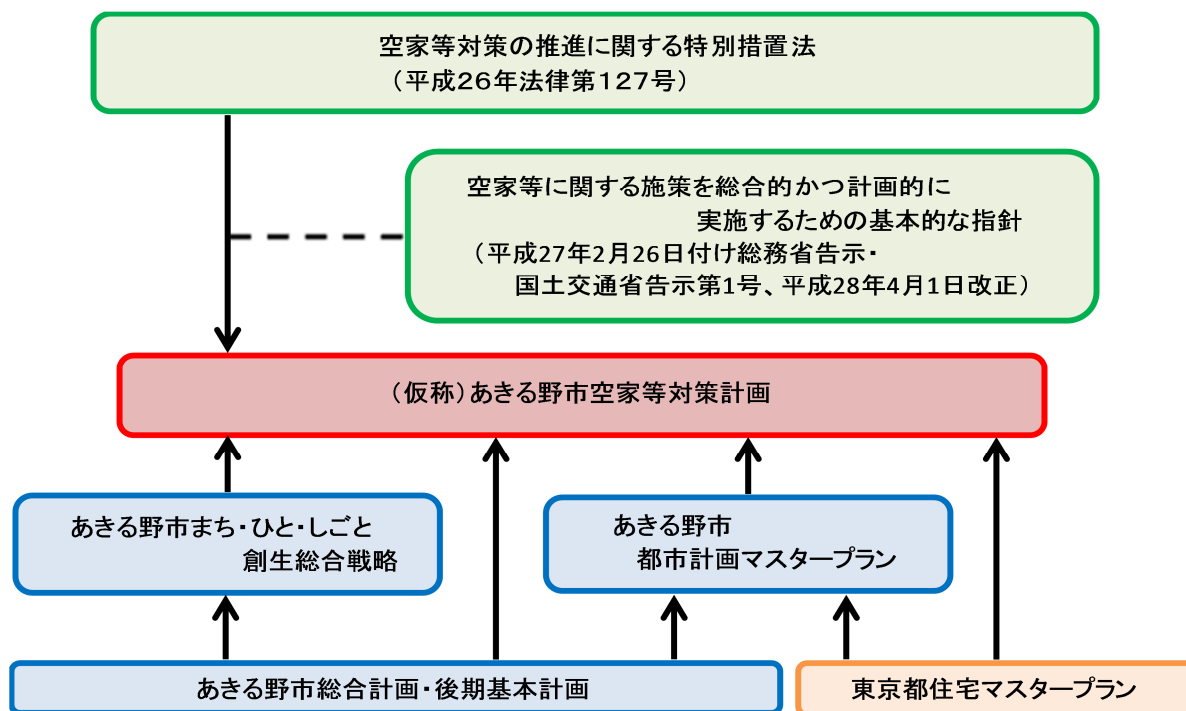 空家等対策の推進に関する特別措置法
（平成26年法律第127号）
空家等に関する施策を総合的かつ計画的に
実施するための基本的な指針
（平成27年2月26日付け総務省告示・
国土交通省告示第1号、平成28年4月1日改正）
（仮称）あきる野市空家等対策計画
あきる野市まち・ひと・しごと
創生総合戦略
あきる野市
都市計画マスタープラン
あきる野市総合計画・後期基本計画
東京都住宅マスタープラン